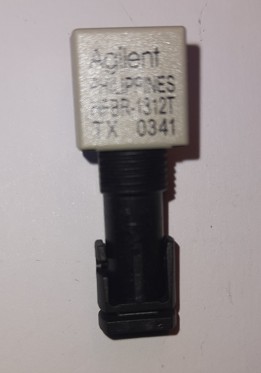 Agilent
PHILIPPINES
HFBR-1312T
TX 0341